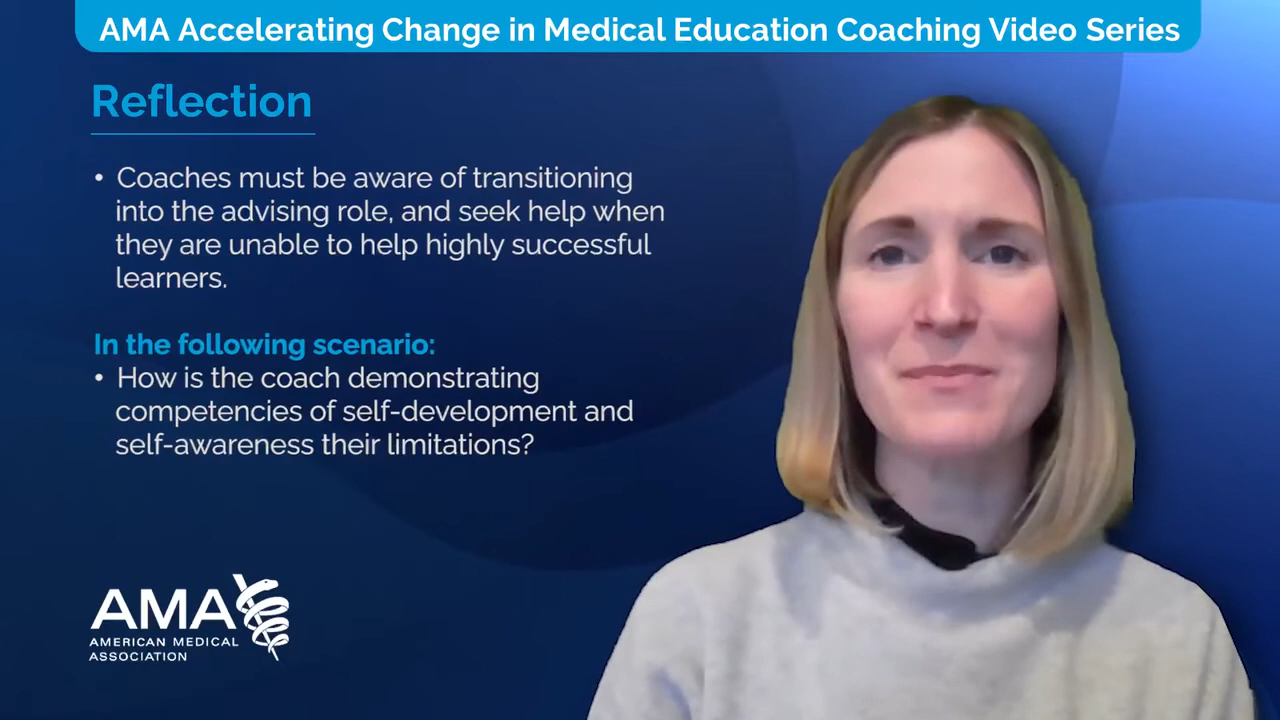 AMA Accelerating Change in Medical Education Coaching Video Series
Reflection
• Coaches must be aware of transitioning
into the advising role, and seek help when
they are unable to help highly successful
learners.
In the following scenario:
• How is the coach demonstrating
competencies of self-development and
self-awareness their limitations?
AMA
AMERICAN MEDICAL
ASSOCIATION